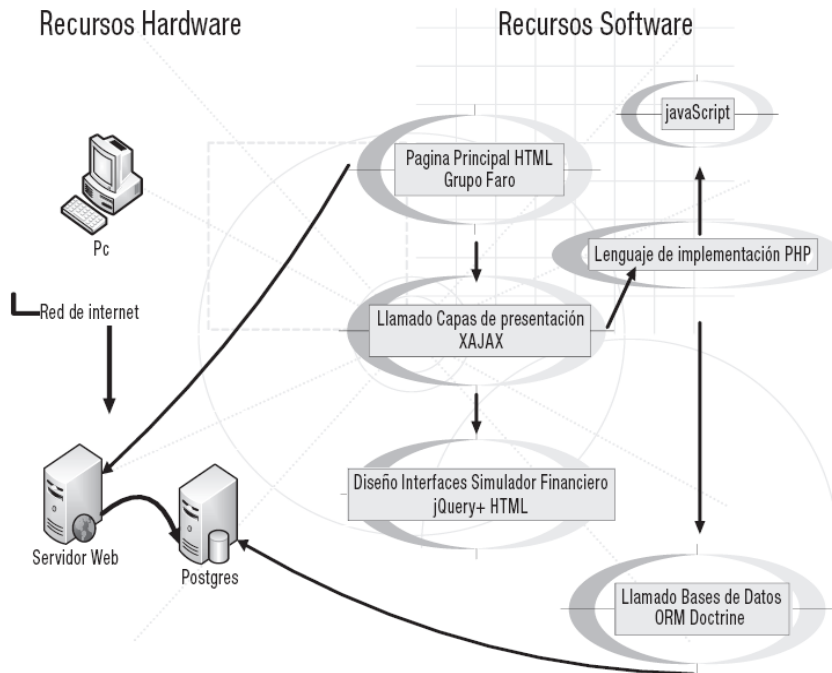 Recursos Hardware
Recursos Software
javaScript
Pagina Principal HTML
Grupo Faro
Pc
Lenguaje de implementación PHP
Red de internet
Llamado Capas de presentación
XAJAX
Diseño Interfaces Simulador Financiero
jQuery+ HTML
Servidor Web
Postgres
Llamado Bases de Datos
ORM Doctrine